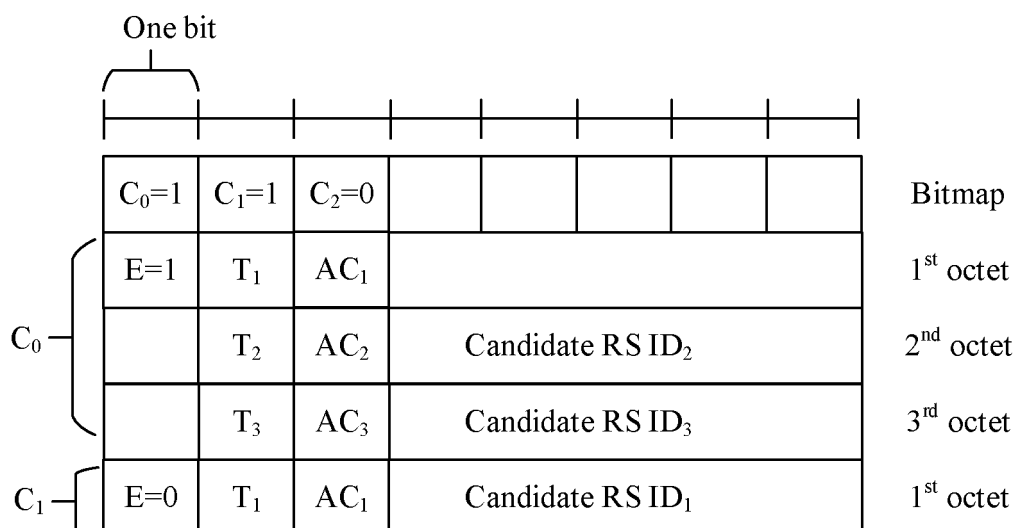 One bit
C₀=1 C₁=1 C₂=0 Bitmap
E=1 T₁ AC₁ 1ˢᵗ octet
C₀ T₂ AC₂ Candidate RS ID₂ 2ⁿᵈ octet
T₃ AC₃ Candidate RS ID₃ 3ʳᵈ octet
C₁ E=0 T₁ AC₁ Candidate RS ID₁ 1ˢᵗ octet